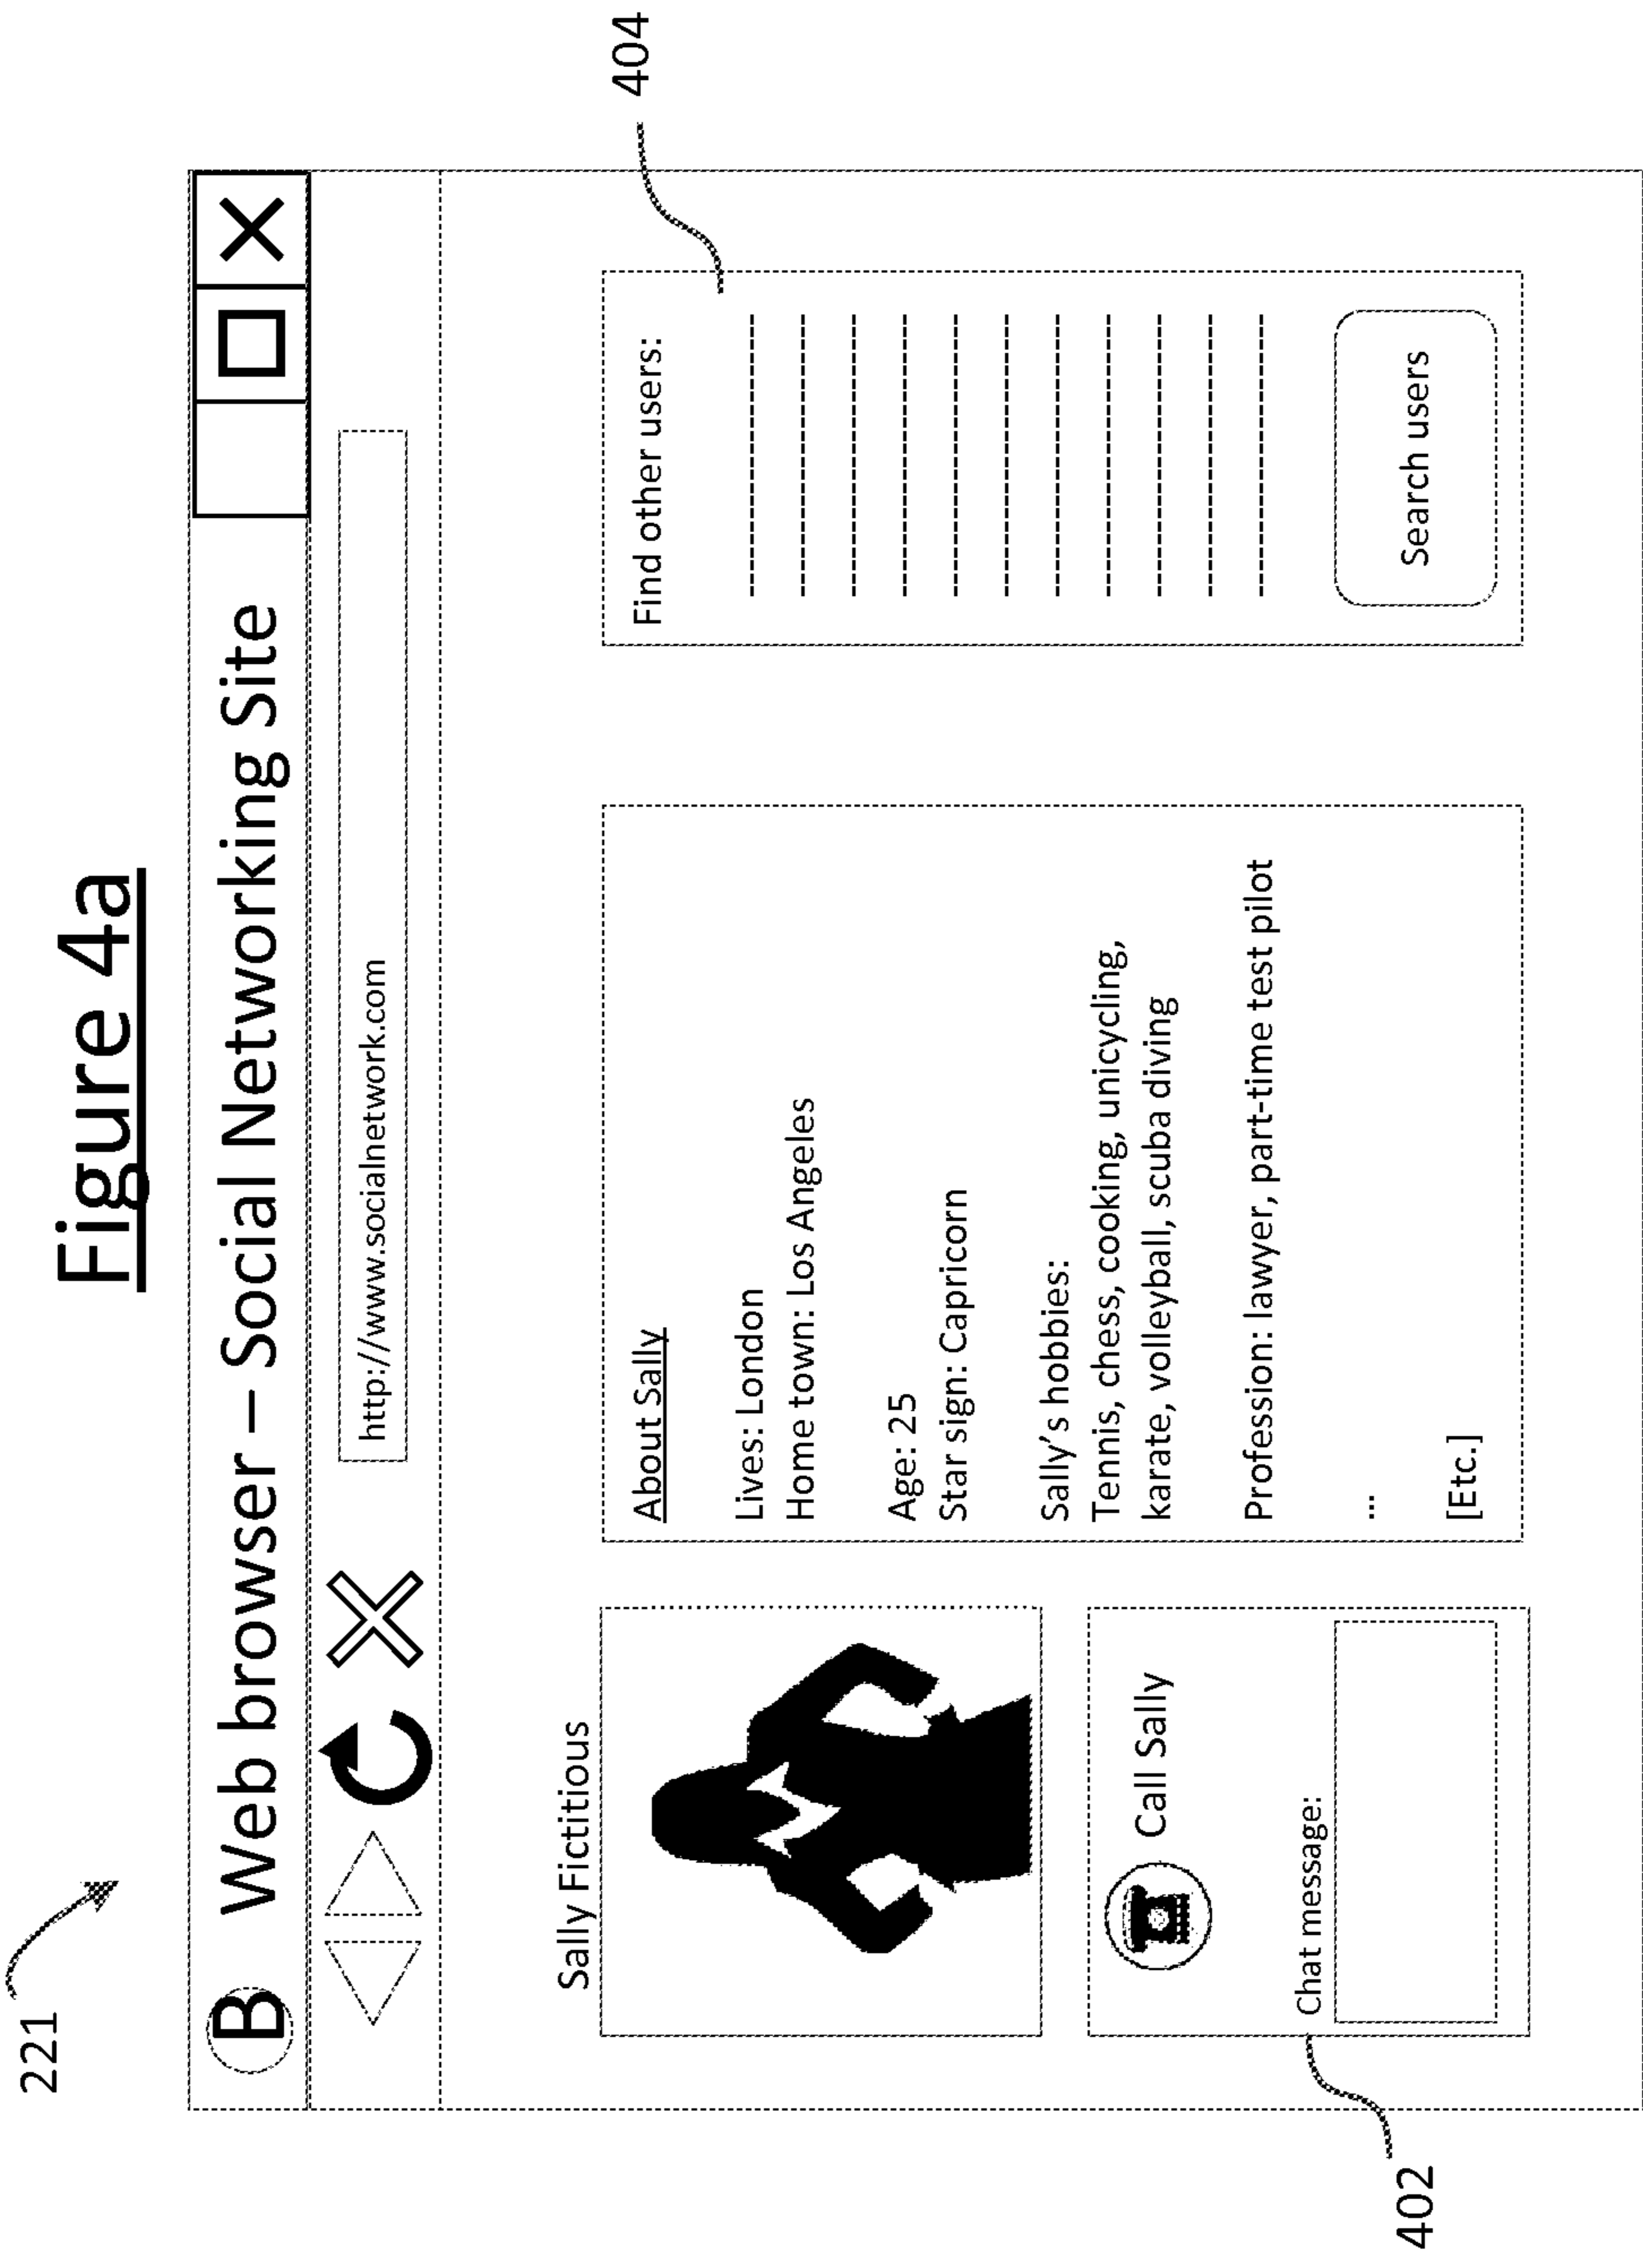 Figure 4a
221
B Web browser – Social Networking Site
http://www.socialnetwork.com
Sally Fictitious
Call Sally
Chat message:
402
About Sally
Lives: London
Home town: Los Angeles
Age: 25
Star sign: Capricorn
Sally's hobbies:
Tennis, chess, cooking, unicycling,
karate, volleyball, scuba diving
Profession: lawyer, part-time test pilot
...
[Etc.]
404
Find other users:
Search users